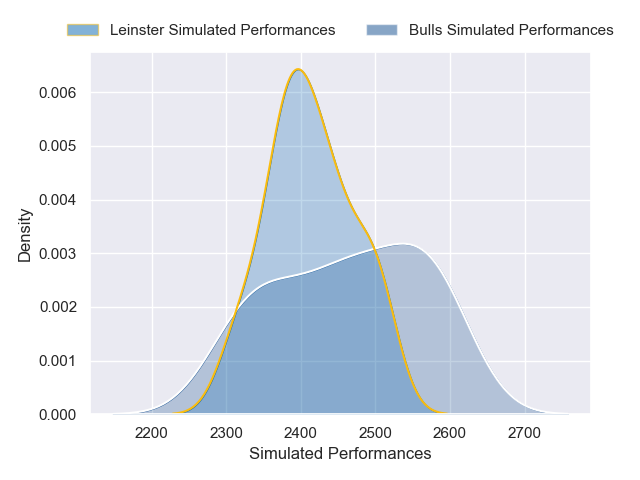 Leinster Simulated Performances
Bulls Simulated Performances
0.006
0.005
0.004
0.003
0.002
0.001
0.000
Density
2200 2300 2400 2500 2600 2700
Simulated Performances